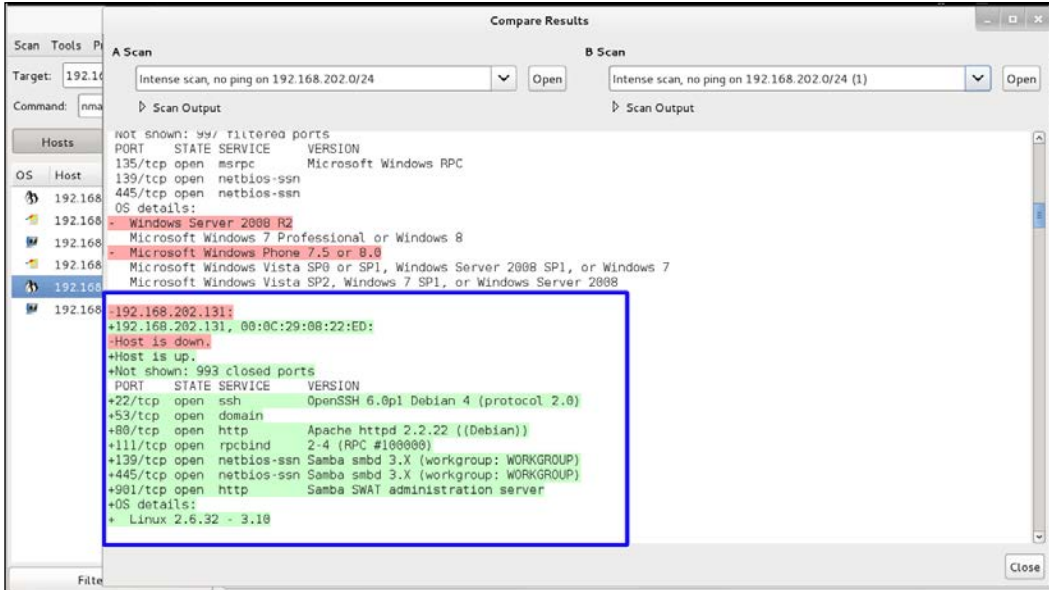 Compare Results
Scan Tools
A Scan
B Scan
Target: 192.16
Intense scan, no ping on 192.168.202.0/24
Open
Intense scan, no ping on 192.168.202.0/24 (1)
Open
Command: nma
Scan Output
Scan Output
Hosts
OS Host
192.168
192.168
192.168
192.168
192.168
192.168
Not shown: 997 filtered ports
PORT STATE SERVICE VERSION
135/tcp open msrpc Microsoft Windows RPC
139/tcp open netbios-ssn
445/tcp open netbios-ssn
OS details:
- Windows Server 2008 R2
Microsoft Windows 7 Professional or Windows 8
- Microsoft Windows Phone 7.5 or 8.0
Microsoft Windows Vista SP0 or SP1, Windows Server 2008 SP1, or Windows 7
Microsoft Windows Vista SP2, Windows 7 SP1, or Windows Server 2008
-192.168.202.131:
+192.168.202.131, 00:0C:29:08:22:ED:
-Host is down.
+Host is up.
+Not shown: 993 closed ports
PORT STATE SERVICE VERSION
+22/tcp open ssh OpenSSH 6.0p1 Debian 4 (protocol 2.0)
+53/tcp open domain
+80/tcp open http Apache httpd 2.2.22 ((Debian))
+111/tcp open rpcbind 2-4 (RPC #100000)
+139/tcp open netbios-ssn Samba smbd 3.X (workgroup: WORKGROUP)
+445/tcp open netbios-ssn Samba smbd 3.X (workgroup: WORKGROUP)
+901/tcp open http Samba SWAT administration server
+OS details:
+ Linux 2.6.32 - 3.10
Close
Filte